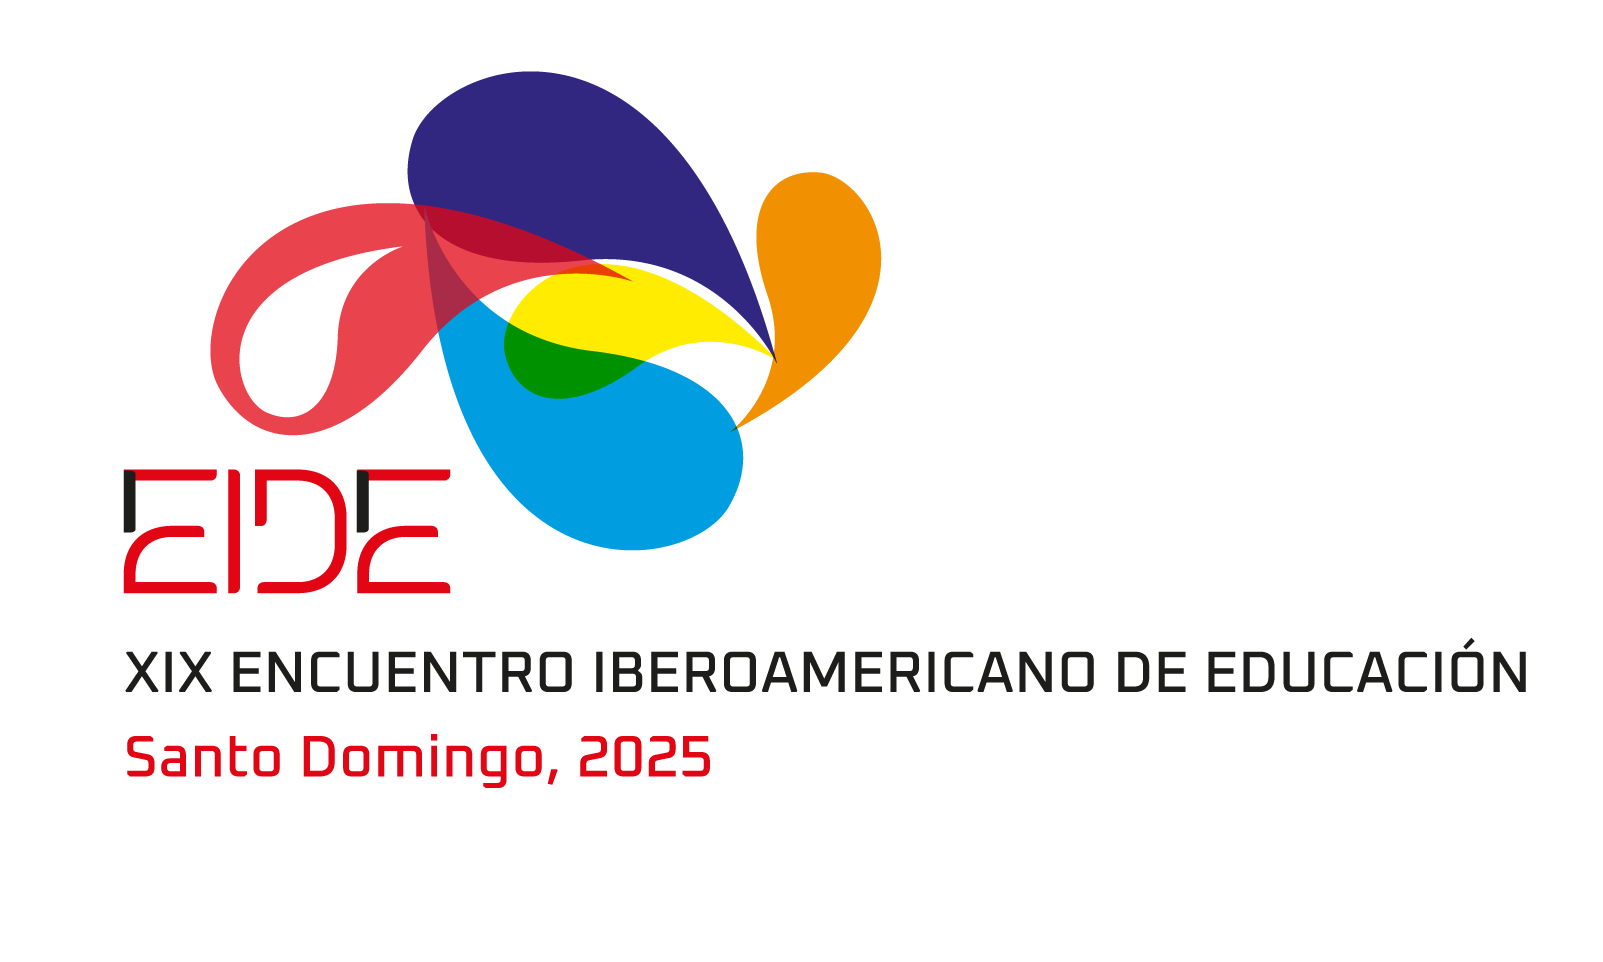 EIDE
XIX ENCUENTRO IBEROAMERICANO DE EDUCACIÓN
Santo Domingo, 2025